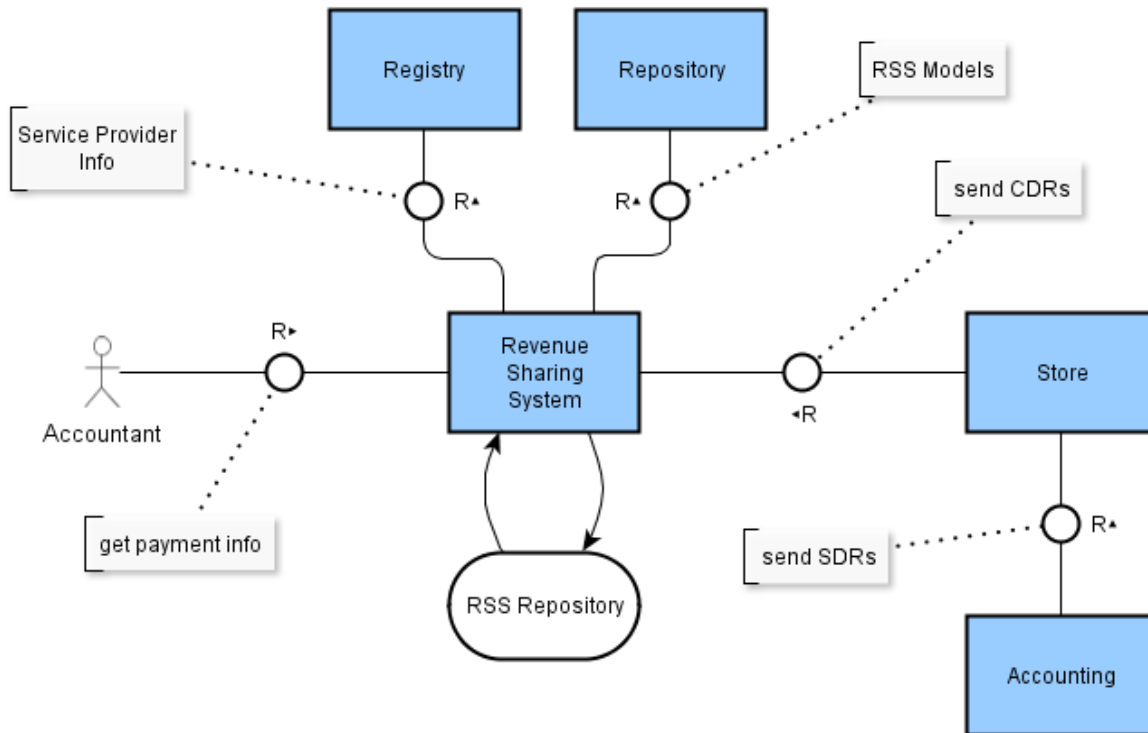 Registry
Repository
RSS Models
Service Provider
Info
R▲
R▲
send CDRs
R►
Revenue
Sharing
System
Store
◄R
Accountant
get payment info
send SDRs
R▲
RSS Repository
Accounting